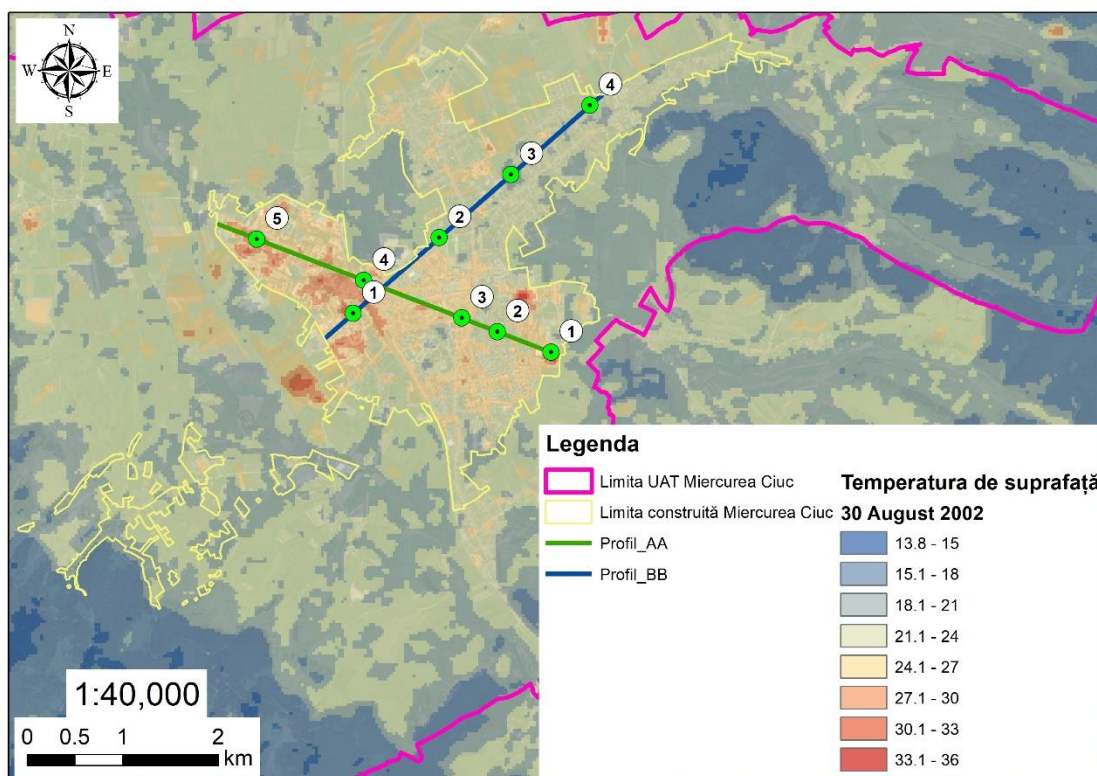 N
W E
S
4
3
2
5
4
1
3
2
1
Legenda
Limita UAT Miercurea Ciuc
Limita construită Miercurea Ciuc
Profil_AA
Profil_BB
Temperatura de suprafață
30 August 2002
13.8 - 15
15.1 - 18
18.1 - 21
21.1 - 24
24.1 - 27
27.1 - 30
30.1 - 33
33.1 - 36
1:40,000
0 0.5 1 2
km